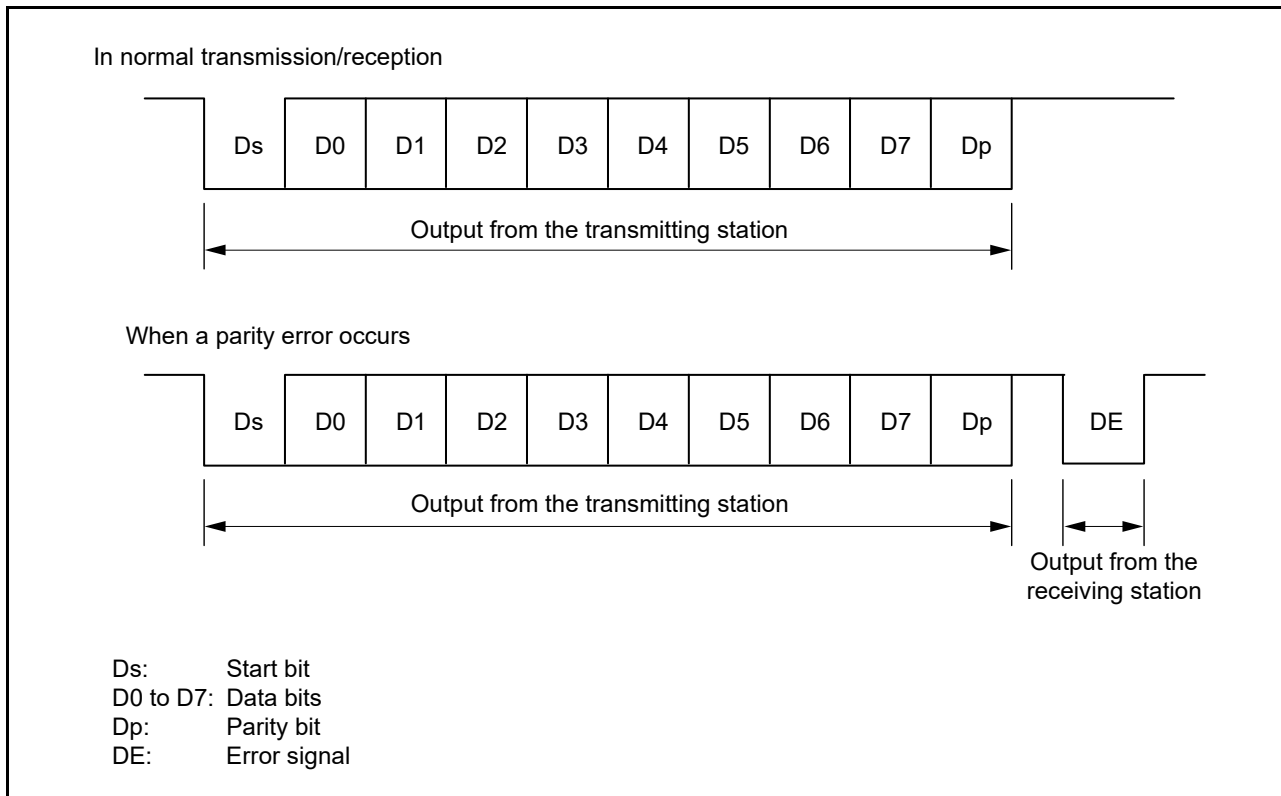 In normal transmission/reception
Ds D0 D1 D2 D3 D4 D5 D6 D7 Dp
Output from the transmitting station
When a parity error occurs
Ds D0 D1 D2 D3 D4 D5 D6 D7 Dp DE
Output from the transmitting station
Output from the
receiving station
Ds: Start bit
D0 to D7: Data bits
Dp: Parity bit
DE: Error signal